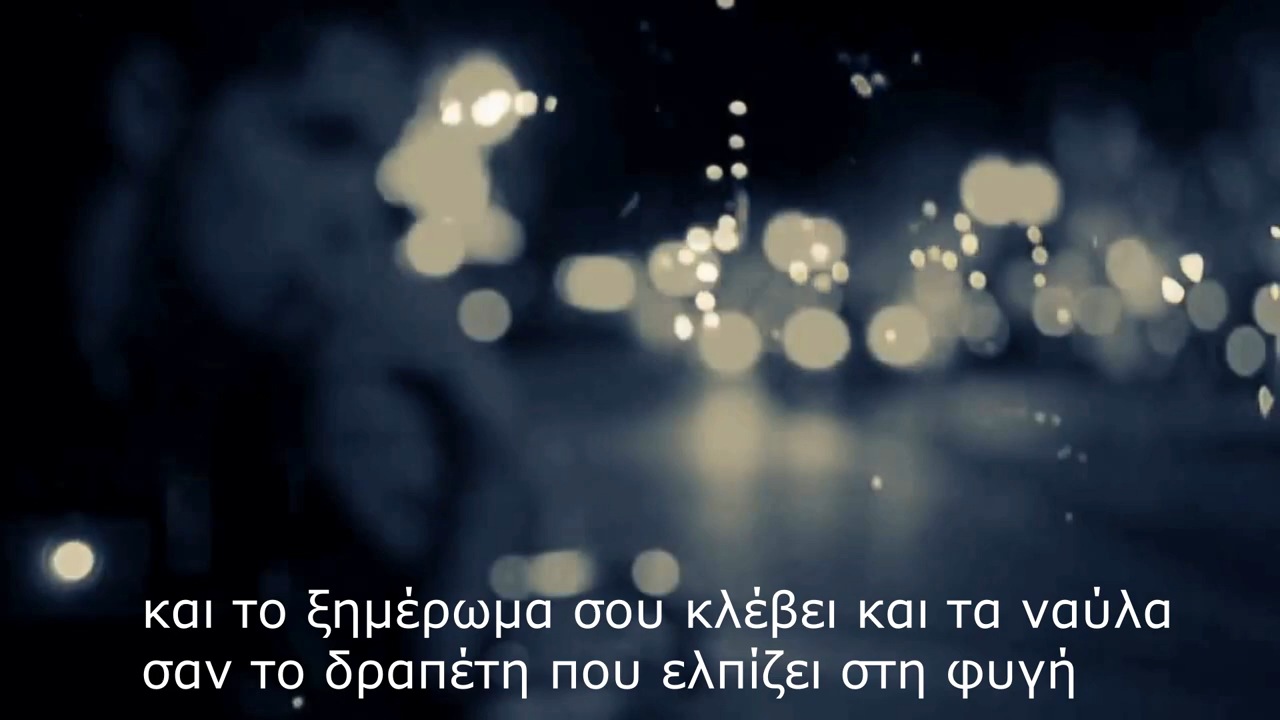 και το ξημέρωμα σου κλέβει και τα ναύλα
σαν το δραπέτη που ελπίζει στη φυγή